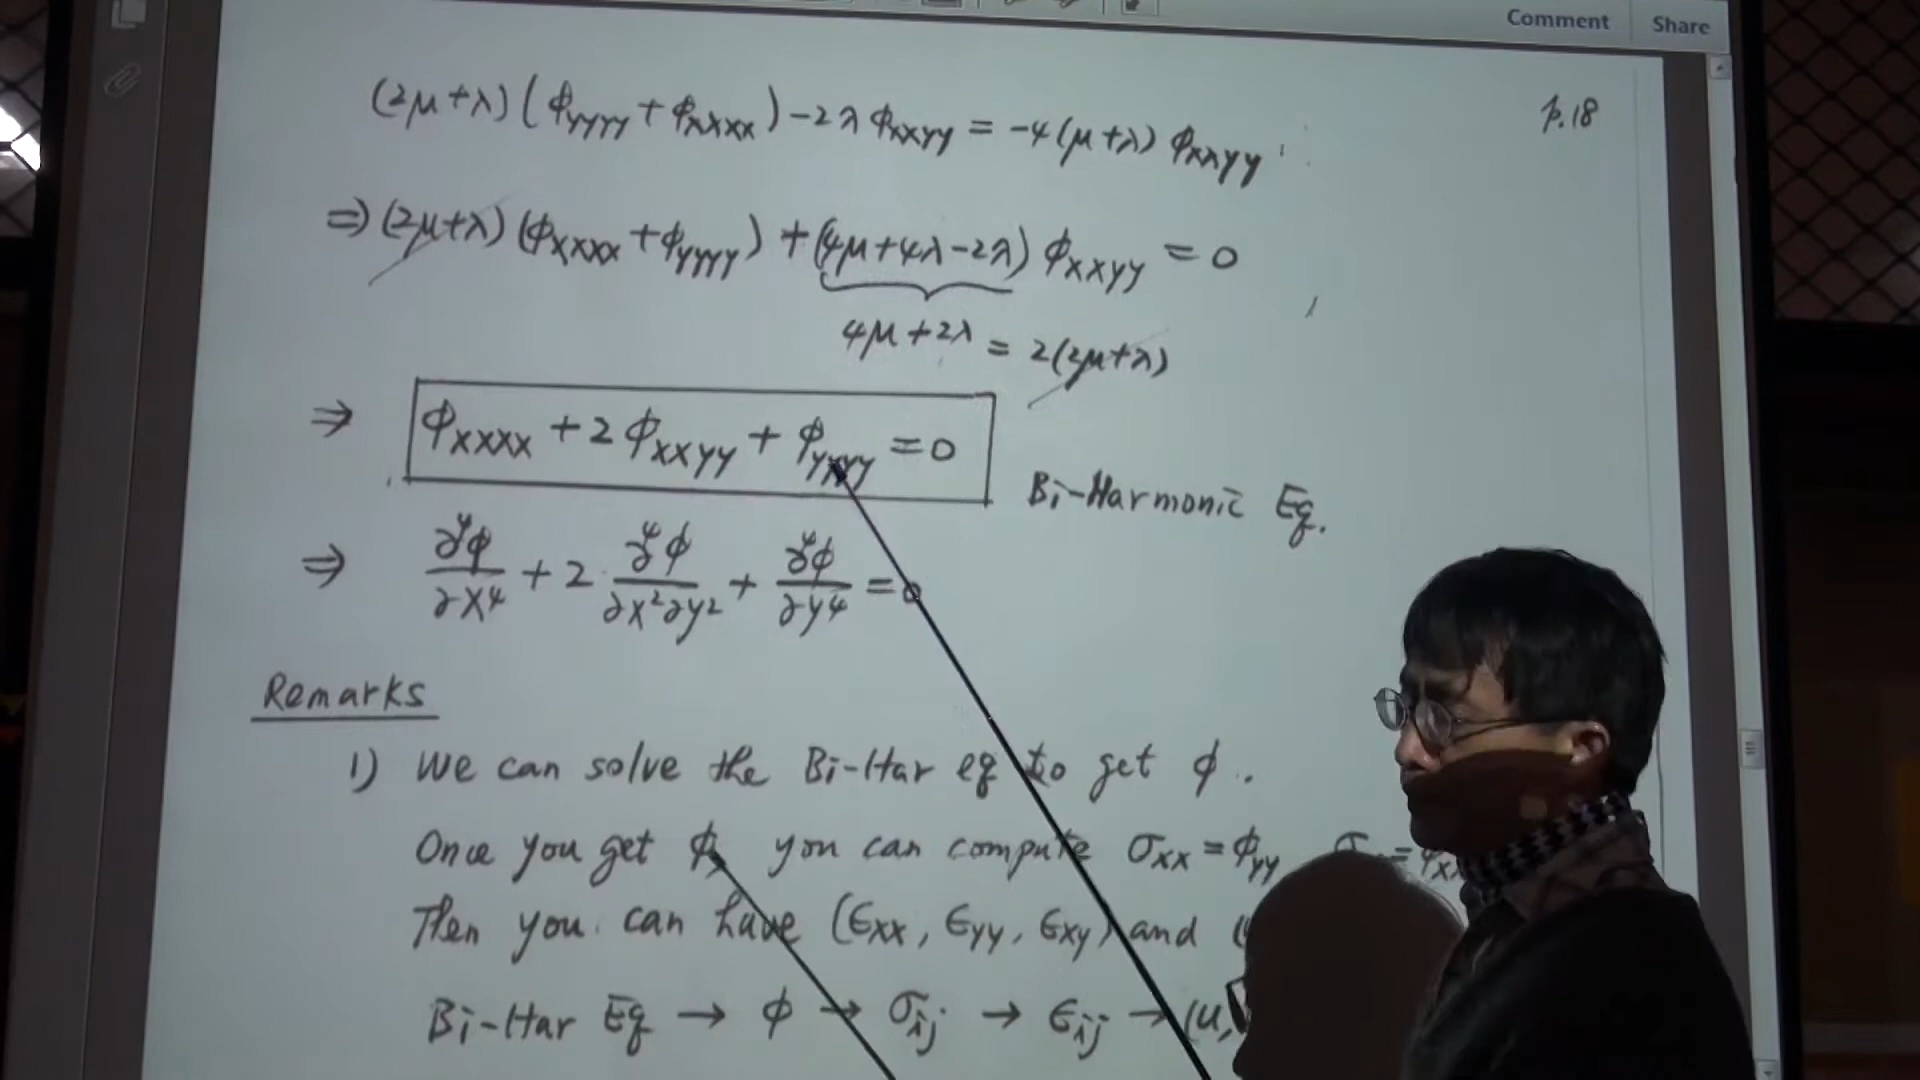 Comment Share
p.18
(2μ+λ)(ϕyyyy+ϕxxxx)-2λϕxxyy = -4(μ+λ)ϕxxyy
⇒(2μ+λ)(ϕxxxx+ϕyyyy)+(4μ+4λ-2λ)ϕxxyy = 0
4μ+2λ = 2(2μ+λ)
⇒ ϕxxxx+2ϕxxyy+ϕyyyy = 0
Bi-Harmonic Eq.
⇒ ∂⁴ϕ/∂x⁴ + 2 ∂⁴ϕ/∂x²∂y² + ∂⁴ϕ/∂y⁴ = 0
Remarks
1) We can solve the Bi-Har eq to get ϕ.
Once you get ϕ, you can compute σxx = ϕyy
Then you can have (ϵxx, ϵyy, ϵxy) and
Bi-Har Eq → ϕ → σij → ϵij → (u,